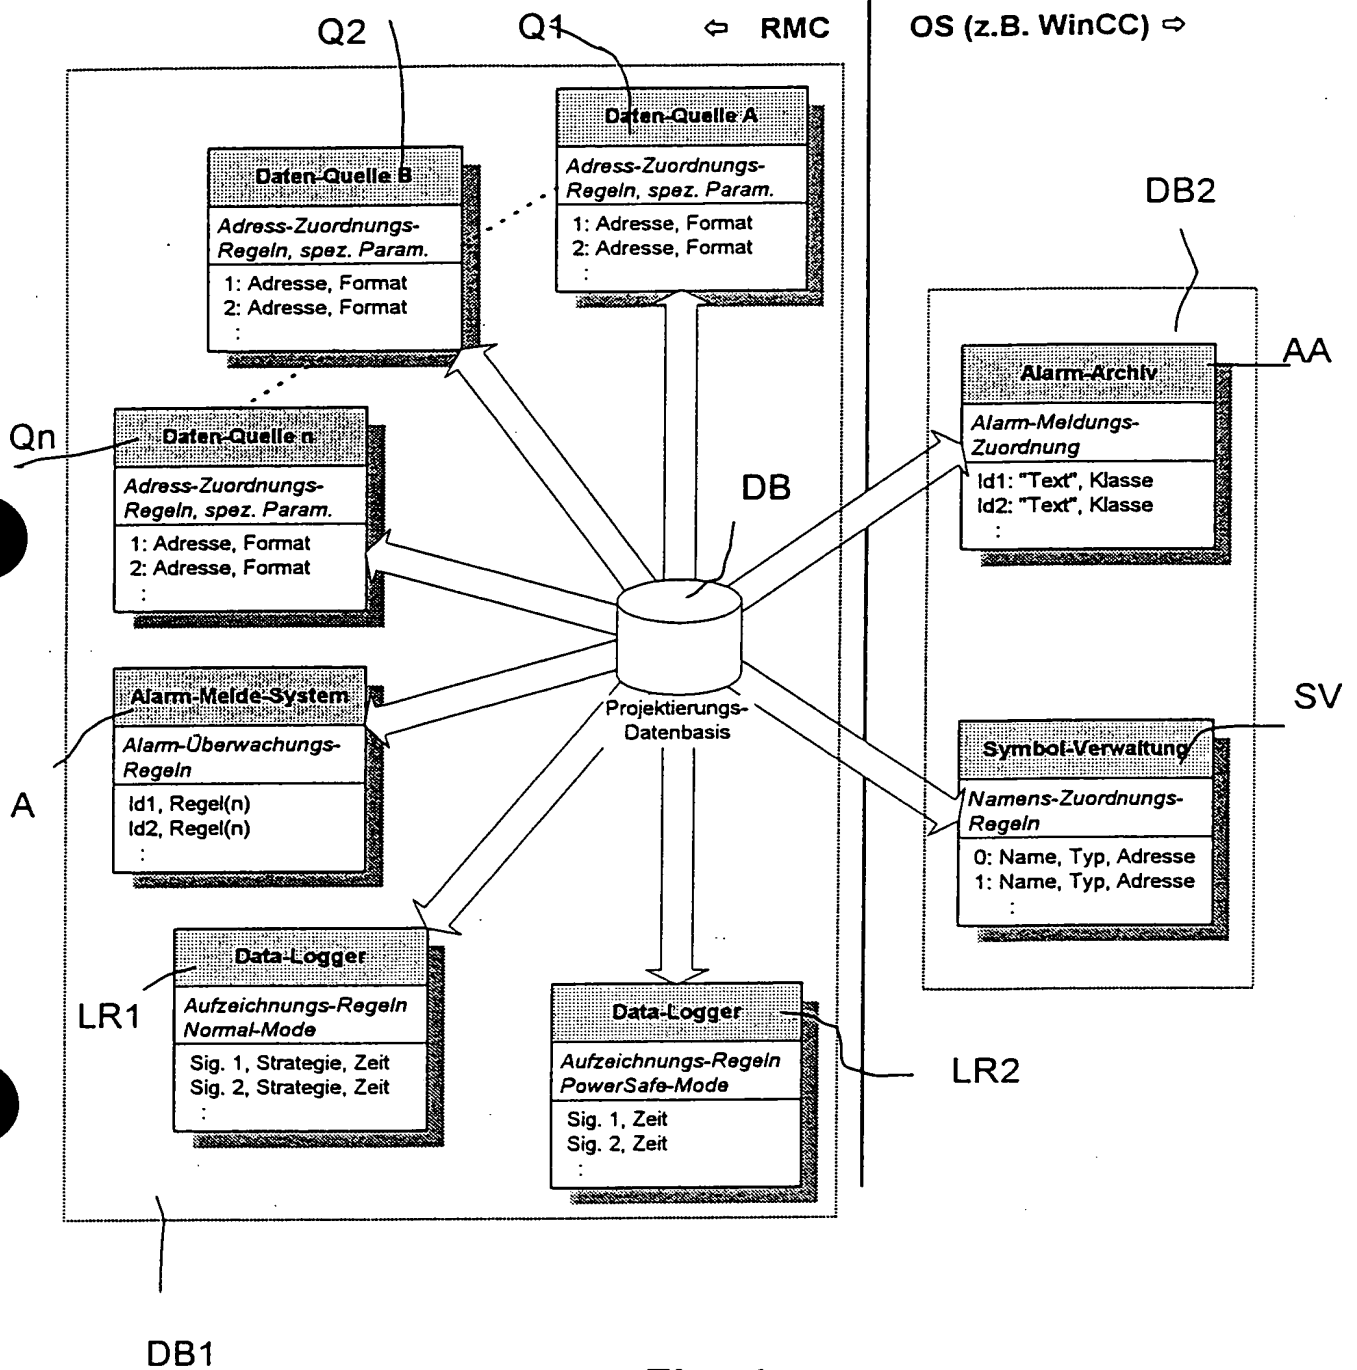 Q2
Q1
⇦ RMC
OS (z.B. WinCC) ⇨
Daten-Quelle A
Adress-Zuordnungs-
Regeln, spez. Param.
1: Adresse, Format
2: Adresse, Format
:
Daten-Quelle B
Adress-Zuordnungs-
Regeln, spez. Param.
1: Adresse, Format
2: Adresse, Format
:
DB2
AA
Alarm-Archiv
Alarm-Meldungs-
Zuordnung
Id1: "Text", Klasse
Id2: "Text", Klasse
:
Qn
Daten-Quelle n
Adress-Zuordnungs-
Regeln, spez. Param.
1: Adresse, Format
2: Adresse, Format
:
DB
Projektierungs-
Datenbasis
Alarm-Melde-System
Alarm-Überwachungs-
Regeln
Id1, Regel(n)
Id2, Regel(n)
:
A
SV
Symbol-Verwaltung
Namens-Zuordnungs-
Regeln
0: Name, Typ, Adresse
1: Name, Typ, Adresse
:
Data-Logger
Aufzeichnungs-Regeln
Normal-Mode
Sig. 1, Strategie, Zeit
Sig. 2, Strategie, Zeit
:
LR1
Data-Logger
Aufzeichnungs-Regeln
PowerSafe-Mode
Sig. 1, Zeit
Sig. 2, Zeit
:
LR2
DB1